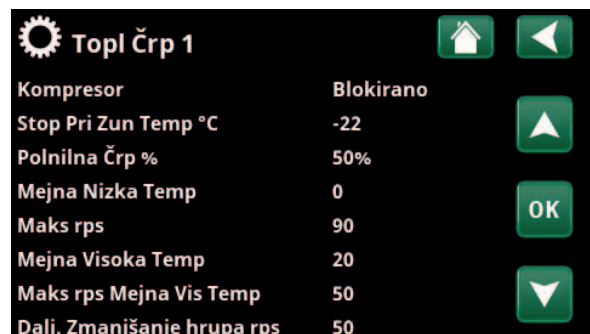 Topl Črp 1
Kompresor Blokirano
Stop Pri Zun Temp °C -22
Polnilna Črp % 50%
Mejna Nizka Temp 0
OK
Maks rps 90
Mejna Visoka Temp 20
Maks rps Mejna Vis Temp 50
Dalj. Zmanjšanje hrupa rps 50